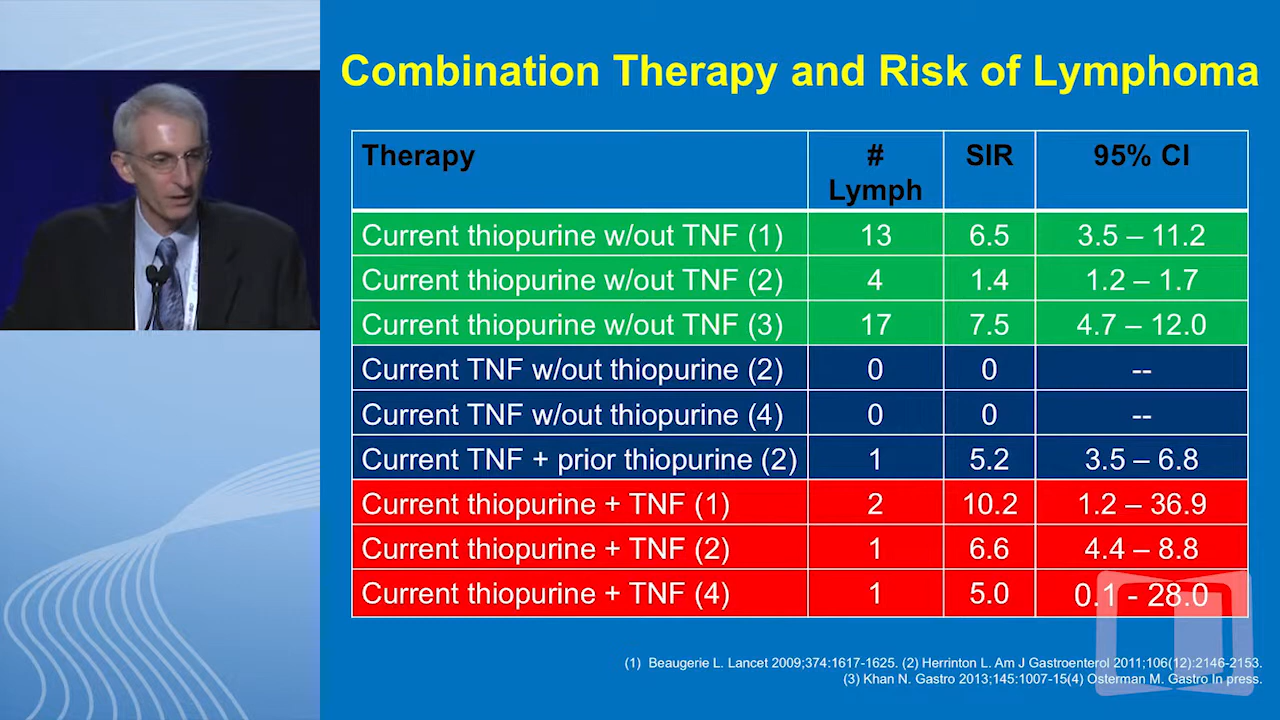 Combination Therapy and Risk of Lymphoma
Therapy # Lymph SIR 95% CI
Current thiopurine w/out TNF (1) 13 6.5 3.5 – 11.2
Current thiopurine w/out TNF (2) 4 1.4 1.2 – 1.7
Current thiopurine w/out TNF (3) 17 7.5 4.7 – 12.0
Current TNF w/out thiopurine (2) 0 0 --
Current TNF w/out thiopurine (4) 0 0 --
Current TNF + prior thiopurine (2) 1 5.2 3.5 – 6.8
Current thiopurine + TNF (1) 2 10.2 1.2 – 36.9
Current thiopurine + TNF (2) 1 6.6 4.4 – 8.8
Current thiopurine + TNF (4) 1 5.0 0.1 - 28.0
(1) Beaugerie L. Lancet 2009;374:1617-1625. (2) Herrinton L. Am J Gastroenterol 2011;106(12):2146-2153.
(3) Khan N. Gastro 2013;145:1007-15(4) Osterman M. Gastro In press.